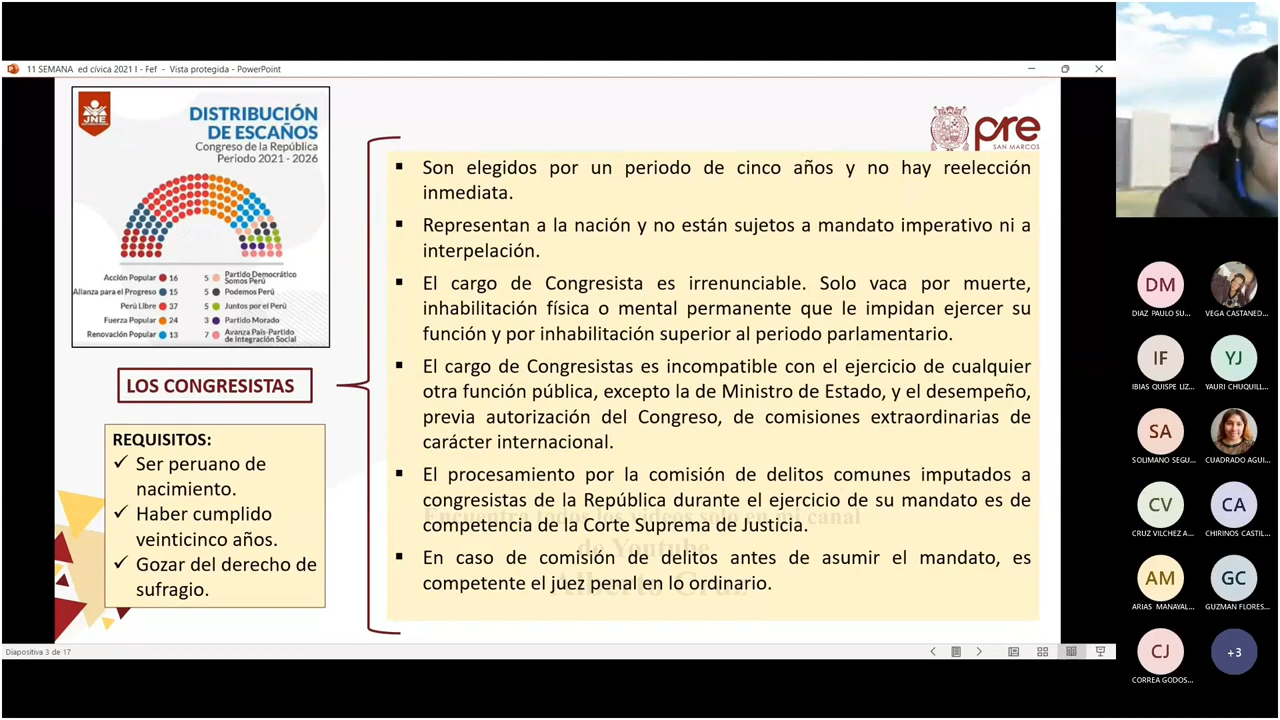 11 SEMANA ed cívica 2021 I - Fef - Vista protegida - PowerPoint
JNE
DISTRIBUCIÓN
DE ESCAÑOS
Congreso de la República
Periodo 2021 - 2026
Acción Popular 16
Alianza para el Progreso 15
Perú Libre 37
Fuerza Popular 24
Renovación Popular 13
5 Partido Democrático
Somos Perú
5 Podemos Perú
5 Juntos por el Perú
3 Partido Morado
7 Avanza País-Partido
de Integración Social
LOS CONGRESISTAS
REQUISITOS:
✓ Ser peruano de
nacimiento.
✓ Haber cumplido
veinticinco años.
✓ Gozar del derecho de
sufragio.
pre
SAN MARCOS
▪ Son elegidos por un periodo de cinco años y no hay reelección
inmediata.
▪ Representan a la nación y no están sujetos a mandato imperativo ni a
interpelación.
▪ El cargo de Congresista es irrenunciable. Solo vaca por muerte,
inhabilitación física o mental permanente que le impidan ejercer su
función y por inhabilitación superior al periodo parlamentario.
▪ El cargo de Congresistas es incompatible con el ejercicio de cualquier
otra función pública, excepto la de Ministro de Estado, y el desempeño,
previa autorización del Congreso, de comisiones extraordinarias de
carácter internacional.
▪ El procesamiento por la comisión de delitos comunes imputados a
congresistas de la República durante el ejercicio de su mandato es de
competencia de la Corte Suprema de Justicia.
▪ En caso de comisión de delitos antes de asumir el mandato, es
competente el juez penal en lo ordinario.
Encuentra todos los videos solo en mi canal
de Youtube
Alberto Cruz
Diapositiva 3 de 17
DM
DIAZ PAULO SU...
VEGA CASTANED...
IF
IBIAS QUISPE LIZ...
YJ
YAURI CHUQUILL...
SA
SOLIMANO SEGU...
CUADRADO AGUI...
CV
CRUZ VILCHEZ A...
CA
CHIRINOS CASTIL...
AM
ARIAS MANAYAL...
GC
GUZMAN FLORES...
CJ
CORREA GODOS...
+3